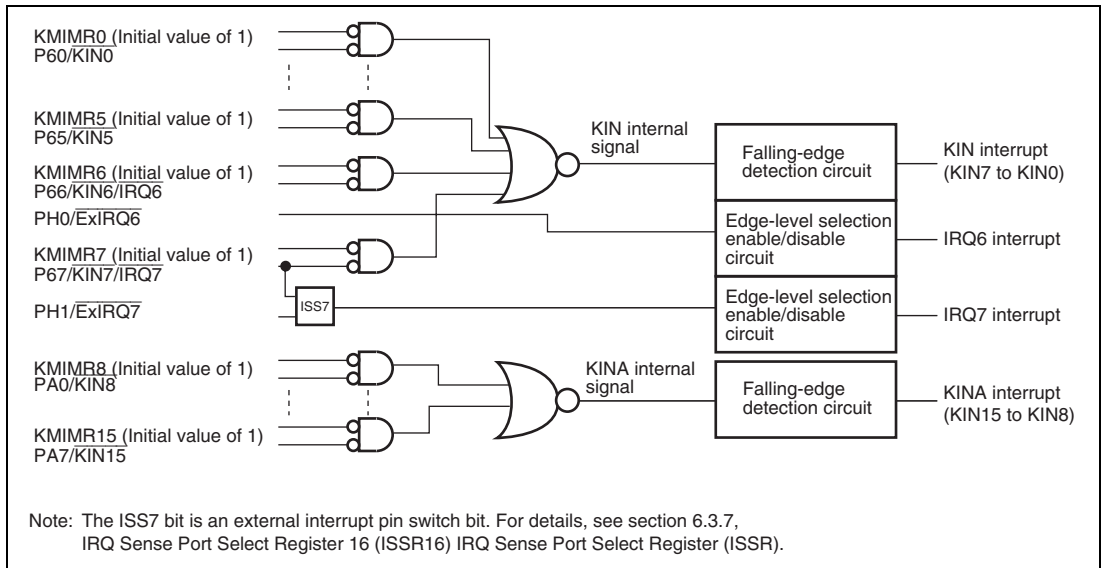 KMIMR0 (Initial value of 1)
P60/KIN0
KMIMR5 (Initial value of 1)
P65/KIN5
KMIMR6 (Initial value of 1)
P66/KIN6/IRQ6
PH0/ExIRQ6
KMIMR7 (Initial value of 1)
P67/KIN7/IRQ7
PH1/ExIRQ7
ISS7
KIN internal
signal
Falling-edge
detection circuit
KIN interrupt
(KIN7 to KIN0)
Edge-level selection
enable/disable
circuit
IRQ6 interrupt
Edge-level selection
enable/disable
circuit
IRQ7 interrupt
KMIMR8 (Initial value of 1)
PA0/KIN8
KMIMR15 (Initial value of 1)
PA7/KIN15
KINA internal
signal
Falling-edge
detection circuit
KINA interrupt
(KIN15 to KIN8)
Note: The ISS7 bit is an external interrupt pin switch bit. For details, see section 6.3.7,
IRQ Sense Port Select Register 16 (ISSR16) IRQ Sense Port Select Register (ISSR).